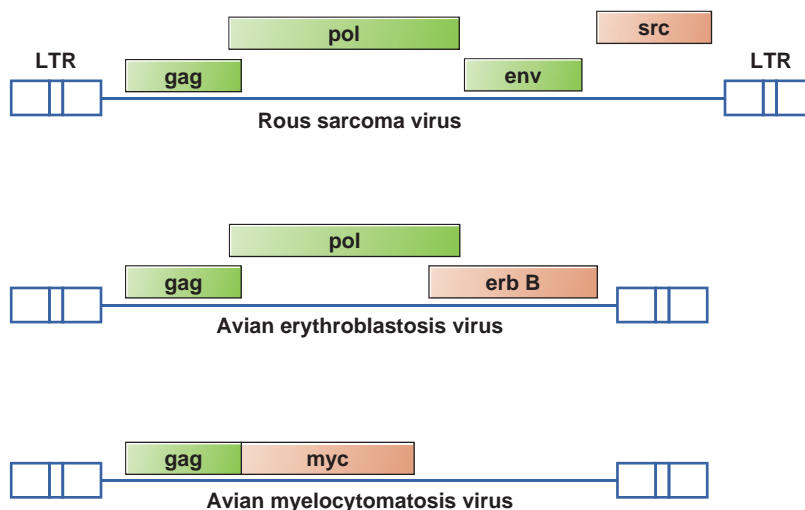 pol
src
LTR
LTR
gag
env
Rous sarcoma virus
pol
gag
erb B
Avian erythroblastosis virus
gag
myc
Avian myelocytomatosis virus